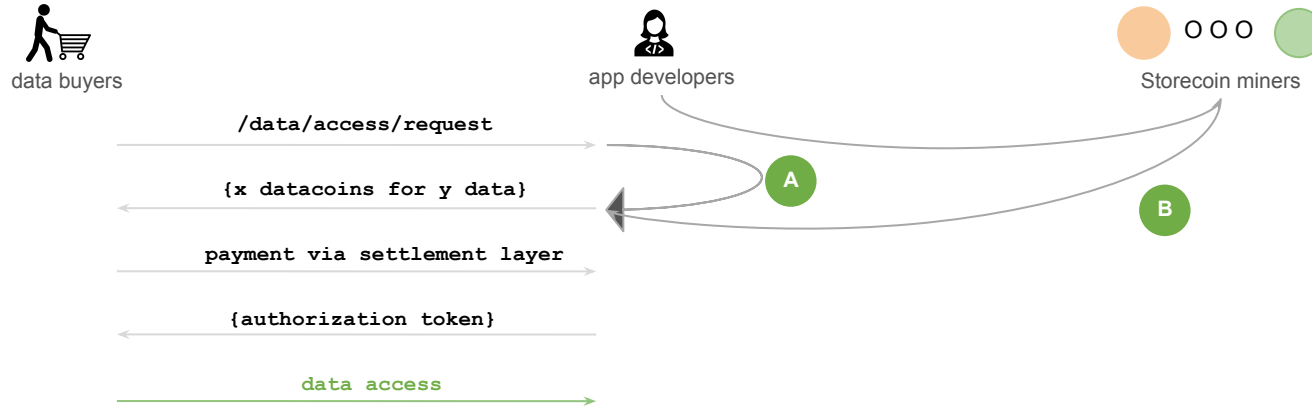 data buyers
app developers
O O O
Storecoin miners
</>
/data/access/request
A
{x datacoins for y data}
B
payment via settlement layer
{authorization token}
data access